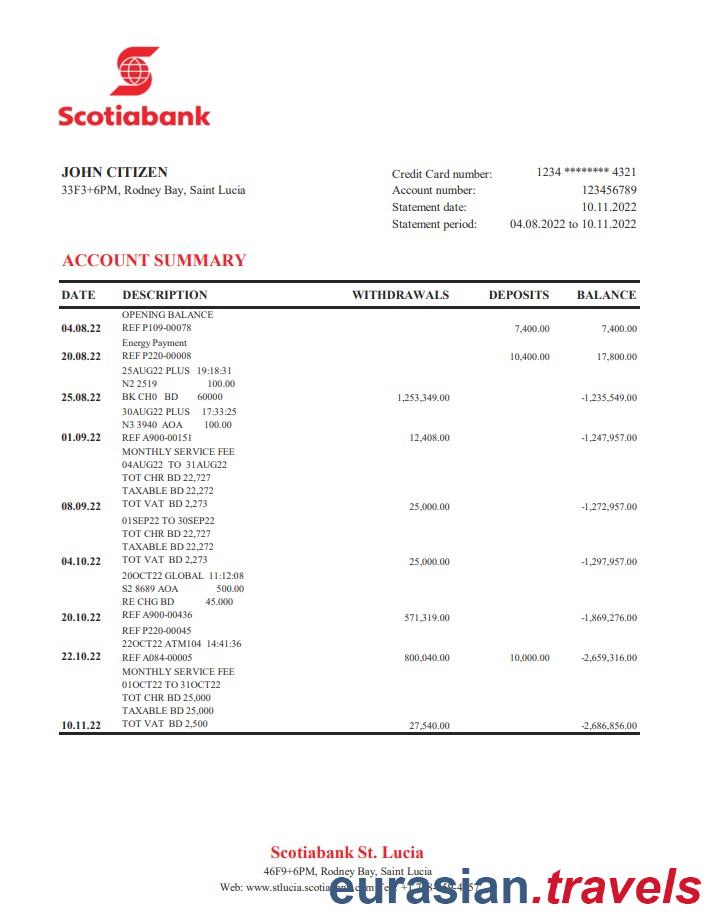 Scotiabank
JOHN CITIZEN
33F3+6PM, Rodney Bay, Saint Lucia
Credit Card number: 1234 ******** 4321
Account number: 123456789
Statement date: 10.11.2022
Statement period: 04.08.2022 to 10.11.2022
ACCOUNT SUMMARY
DATE DESCRIPTION WITHDRAWALS DEPOSITS BALANCE
OPENING BALANCE
04.08.22 REF P109-00078 7,400.00 7,400.00
Energy Payment
20.08.22 REF P220-00008 10,400.00 17,800.00
25AUG22 PLUS 19:18:31
N2 2519 100.00
25.08.22 BK CH0 BD 60000 1,253,349.00 -1,235,549.00
30AUG22 PLUS 17:33:25
N3 3940 AOA 100.00
01.09.22 REF A900-00151 12,408.00 -1,247,957.00
MONTHLY SERVICE FEE
04AUG22 TO 31AUG22
TOT CHR BD 22,727
TAXABLE BD 22,272
08.09.22 TOT VAT BD 2,273 25,000.00 -1,272,957.00
01SEP22 TO 30SEP22
TOT CHR BD 22,727
TAXABLE BD 22,272
04.10.22 TOT VAT BD 2,273 25,000.00 -1,297,957.00
20OCT22 GLOBAL 11:12:08
S2 8689 AOA 500.00
RE CHG BD 45.000
20.10.22 REF A900-00436 571,319.00 -1,869,276.00
REF P220-00045
22OCT22 ATM104 14:41:36
22.10.22 REF A084-00005 800,040.00 10,000.00 -2,659,316.00
MONTHLY SERVICE FEE
01OCT22 TO 31OCT22
TOT CHR BD 25,000
TAXABLE BD 25,000
10.11.22 TOT VAT BD 2,500 27,540.00 -2,686,856.00
Scotiabank St. Lucia
46F9+6PM, Rodney Bay, Saint Lucia
Web:
eurasian.travels